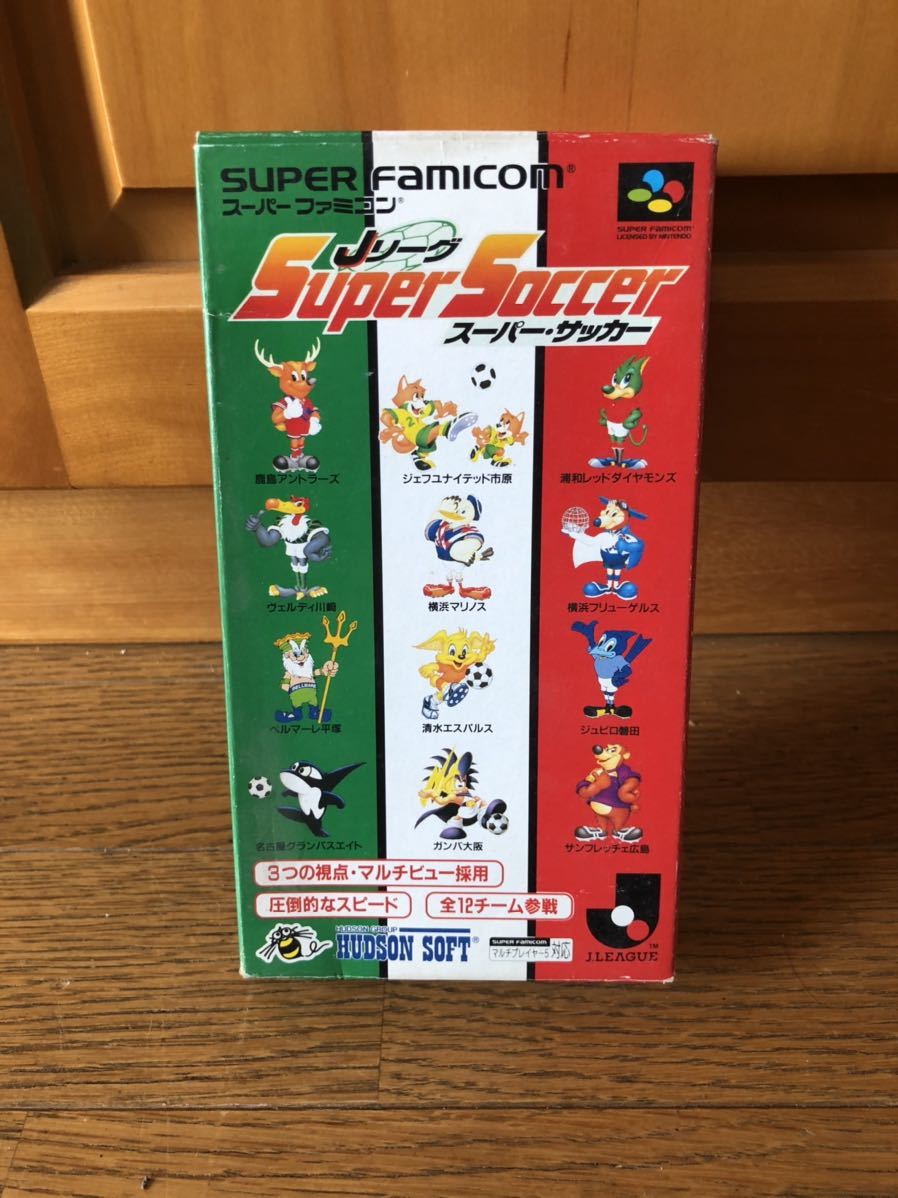 SUPER Famicom®
スーパーファミコン®
SUPER FAMICOM®
LICENSED BY NINTENDO
Jリーグ
Super Soccer
スーパー・サッカー
鹿島アントラーズ
ジェフユナイテッド市原
浦和レッドダイヤモンズ
ヴェルディ川崎
横浜マリノス
横浜フリューゲルス
BELLMARE
ベルマーレ平塚
清水エスパルス
ジュビロ磐田
名古屋グランパスエイト
ガンバ大阪
サンフレッチェ広島
3つの視点・マルチビュー採用
圧倒的なスピード
全12チーム参戦
HUDSON GROUP
HUDSON SOFT®
SUPER FAMICOM
マルチプレイヤー5 対応
J.LEAGUE™